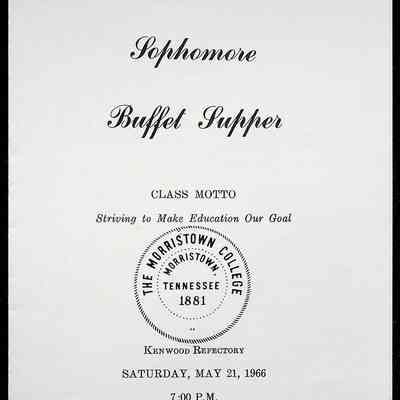 Sophomore
Buffet Supper
CLASS MOTTO
Striving to Make Education Our Goal
THE MORRISTOWN COLLEGE
MORRISTOWN,
TENNESSEE
1881
KENWOOD REFECTORY
SATURDAY, MAY 21, 1966
7:00 P.M.